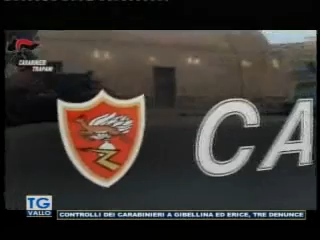 CARABINIERI
TRAPANI
CA
TG
VALLO
CONTROLLI DEI CARABINIERI A GIBELLINA ED ERICE, TRE DENUNCE